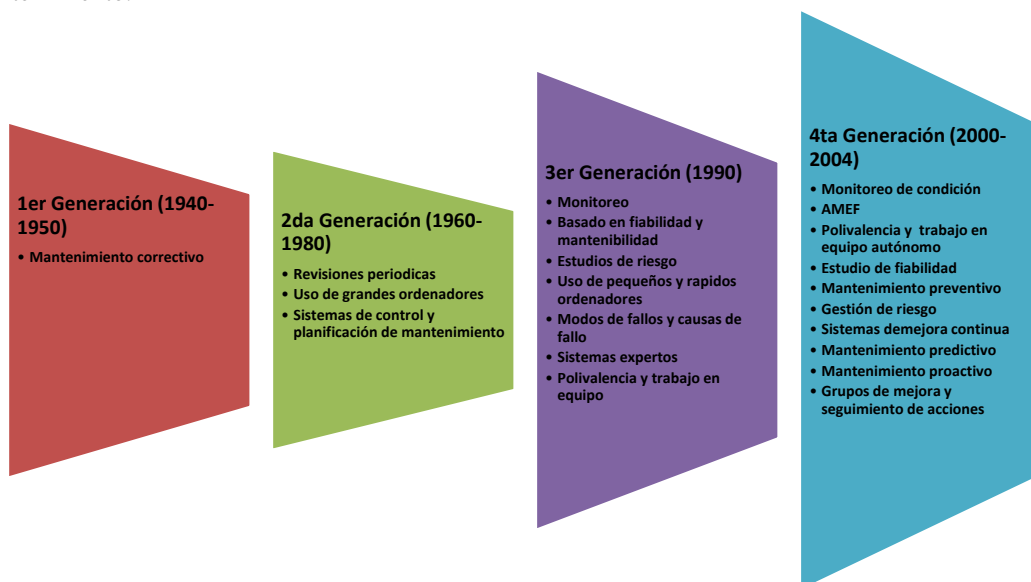 1er Generación (1940-
1950)
• Mantenimiento correctivo
2da Generación (1960-
1980)
• Revisiones periodicas
• Uso de grandes ordenadores
• Sistemas de control y
planificación de mantenimiento
3er Generación (1990)
• Monitoreo
• Basado en fiabilidad y
mantenibilidad
• Estudios de riesgo
• Uso de pequeños y rapidos
ordenadores
• Modos de fallos y causas de
fallo
• Sistemas expertos
• Polivalencia y trabajo en
equipo
4ta Generación (2000-
2004)
• Monitoreo de condición
• AMEF
• Polivalencia y trabajo en
equipo autónomo
• Estudio de fiabilidad
• Mantenimiento preventivo
• Gestión de riesgo
• Sistemas demejora continua
• Mantenimiento predictivo
• Mantenimiento proactivo
• Grupos de mejora y
seguimiento de acciones